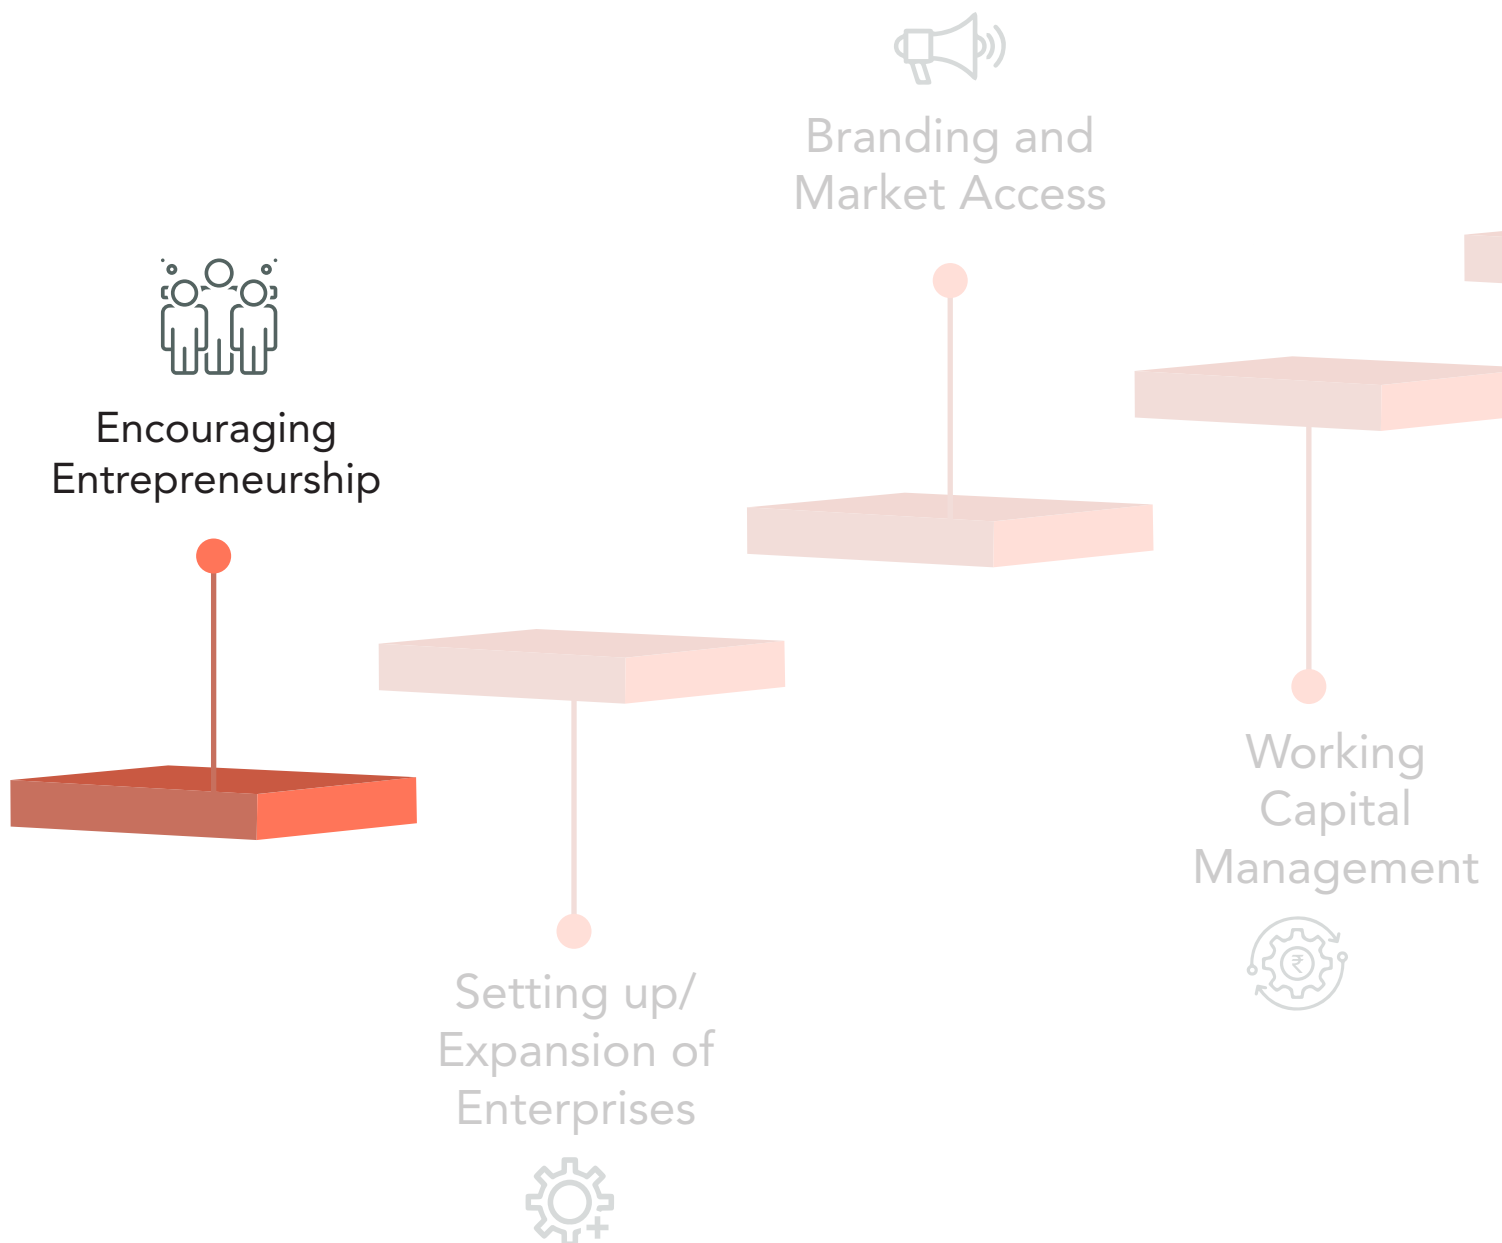 Branding and
Market Access
Encouraging
Entrepreneurship
Working
Capital
Management
₹
Setting up/
Expansion of
Enterprises